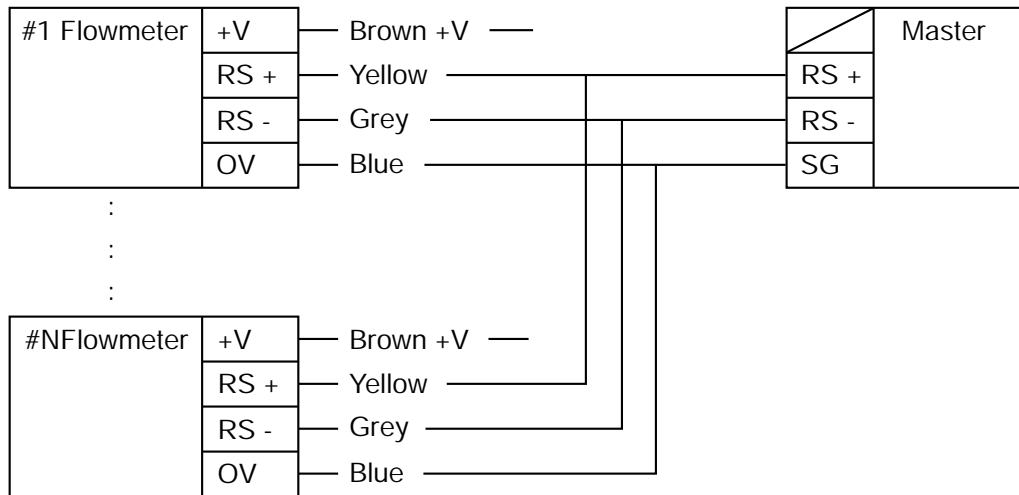 #1 Flowmeter +V Brown +V Master
RS + Yellow RS +
RS - Grey RS -
OV Blue SG
:
:
:
#NFlowmeter +V Brown +V
RS + Yellow
RS - Grey
OV Blue